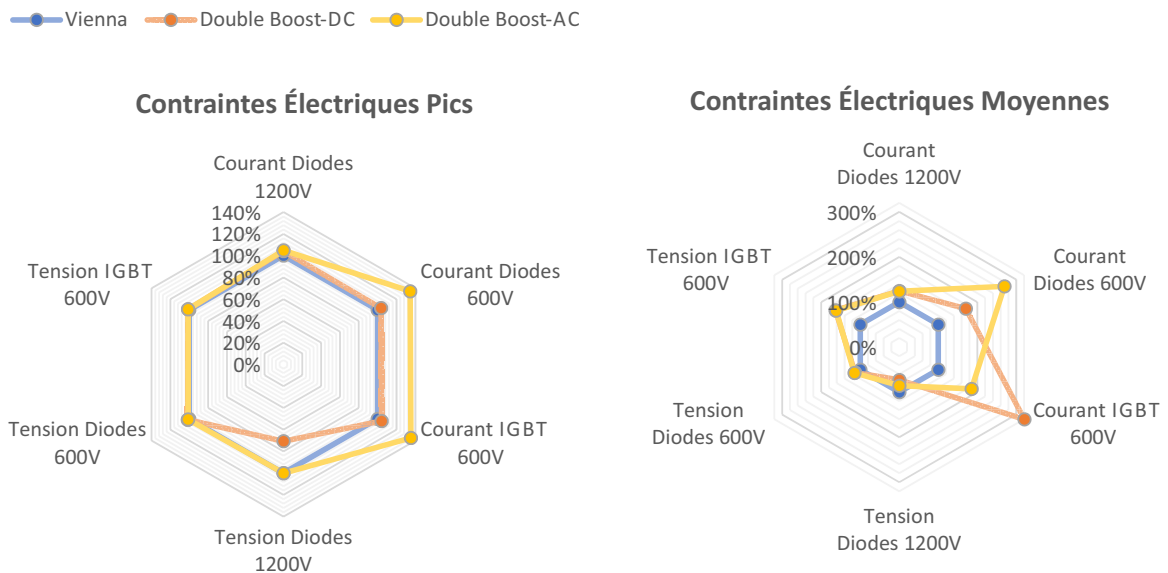 Vienna
Double Boost-DC
Double Boost-AC
Contraintes Électriques Pics
Courant Diodes
1200V
140%
120%
100%
80%
60%
40%
20%
0%
Courant Diodes
600V
Courant IGBT
600V
Tension Diodes
1200V
Tension Diodes
600V
Tension IGBT
600V
Contraintes Électriques Moyennes
Courant
Diodes 1200V
300%
200%
100%
0%
Courant
Diodes 600V
Courant IGBT
600V
Tension
Diodes 1200V
Tension
Diodes 600V
Tension IGBT
600V